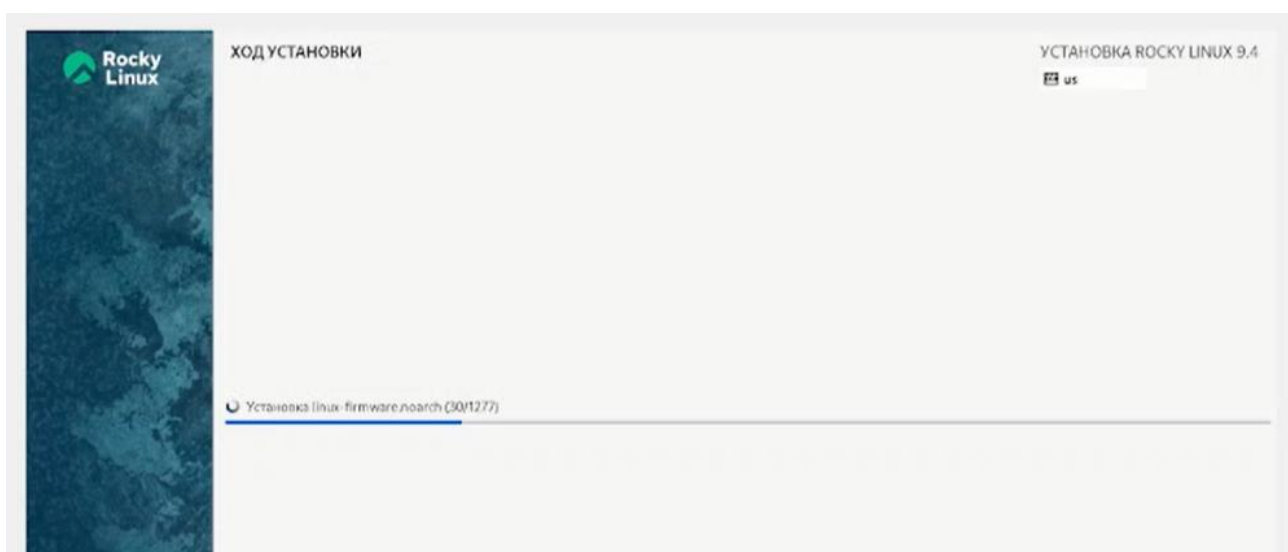 Rocky
Linux
ХОД УСТАНОВКИ
УСТАНОВКА ROCKY LINUX 9.4
us
Установка linux-firmware.noarch (30/1277)